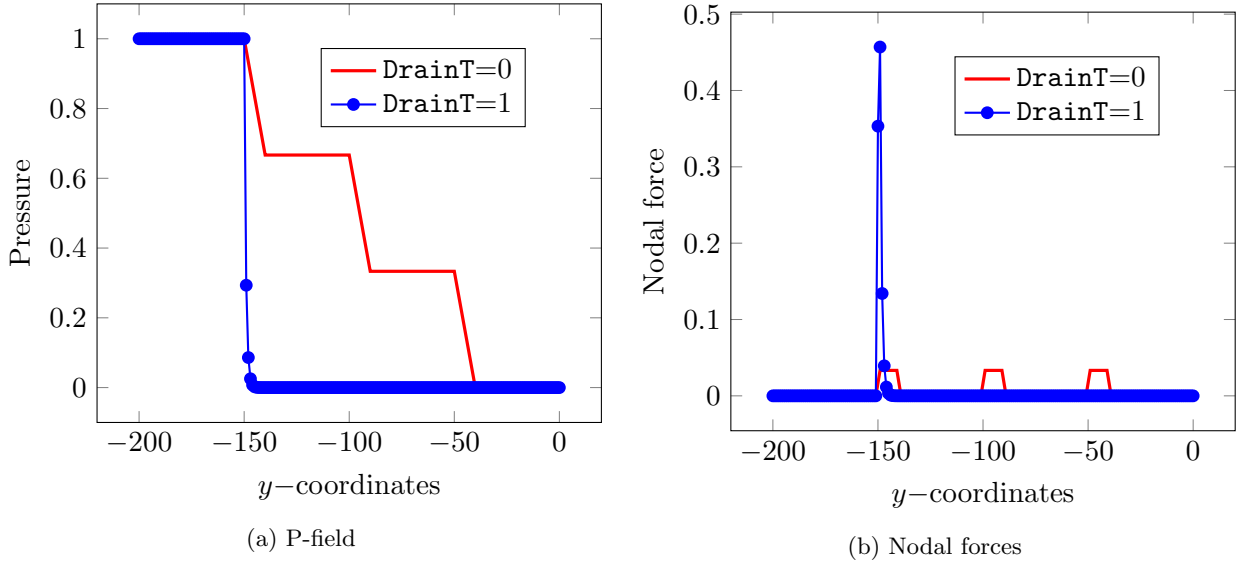 1
0.8
0.6
0.4
0.2
0
Pressure
−200
−150
−100
−50
0
y−coordinates
DrainT=0
DrainT=1
(a) P-field
0.5
0.4
0.3
0.2
0.1
0
Nodal force
−200
−150
−100
−50
0
y−coordinates
DrainT=0
DrainT=1
(b) Nodal forces